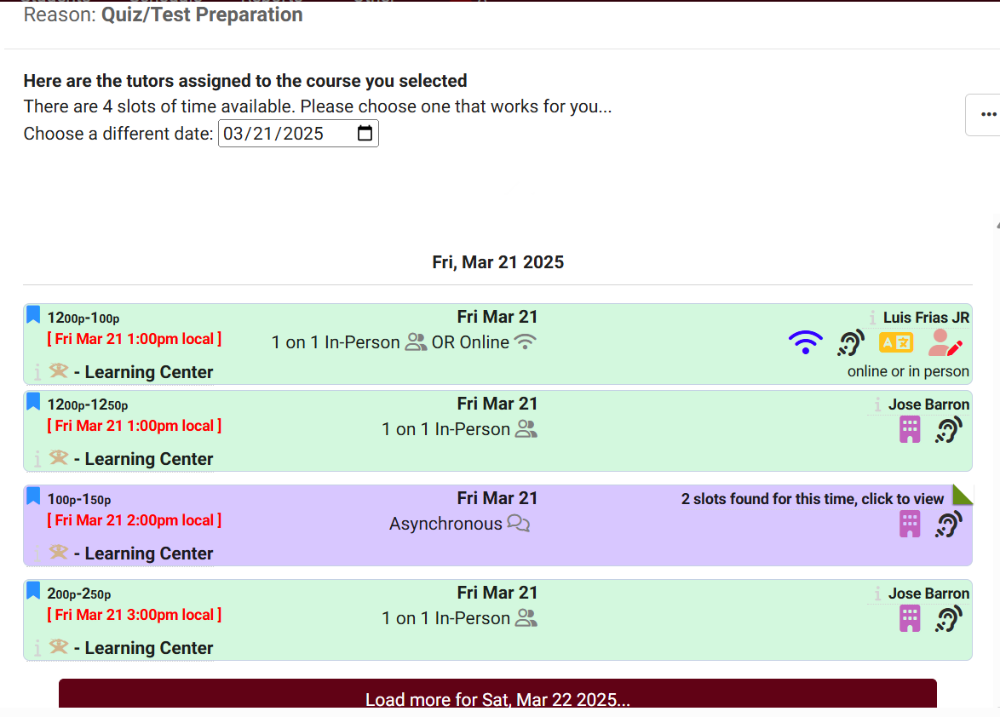 Reason: Quiz/Test Preparation
Here are the tutors assigned to the course you selected
There are 4 slots of time available. Please choose one that works for you...
Choose a different date: 03/21/2025
...
Fri, Mar 21 2025
1200p-100p Fri Mar 21 Luis Frias JR
[ Fri Mar 21 1:00pm local ] 1 on 1 In-Person OR Online
- Learning Center online or in person
1200p-1250p Fri Mar 21 Jose Barron
[ Fri Mar 21 1:00pm local ] 1 on 1 In-Person
- Learning Center
100p-150p Fri Mar 21 2 slots found for this time, click to view
[ Fri Mar 21 2:00pm local ] Asynchronous
- Learning Center
200p-250p Fri Mar 21 Jose Barron
[ Fri Mar 21 3:00pm local ] 1 on 1 In-Person
- Learning Center
Load more for Sat, Mar 22 2025...